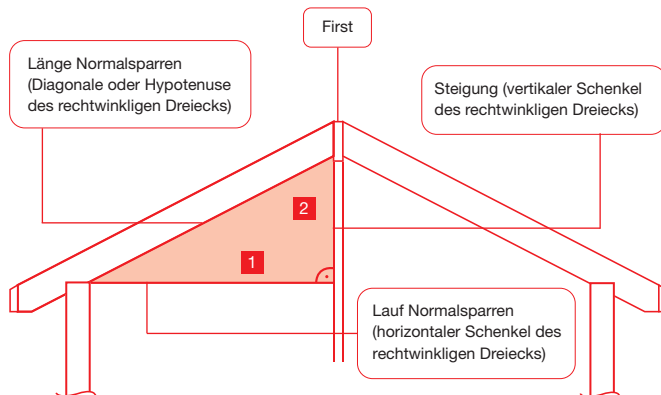 First
Länge Normalsparren
(Diagonale oder Hypotenuse
des rechtwinkligen Dreiecks)
Steigung (vertikaler Schenkel
des rechtwinkligen Dreiecks)
2
1
Lauf Normalsparren
(horizontaler Schenkel des
rechtwinkligen Dreiecks)